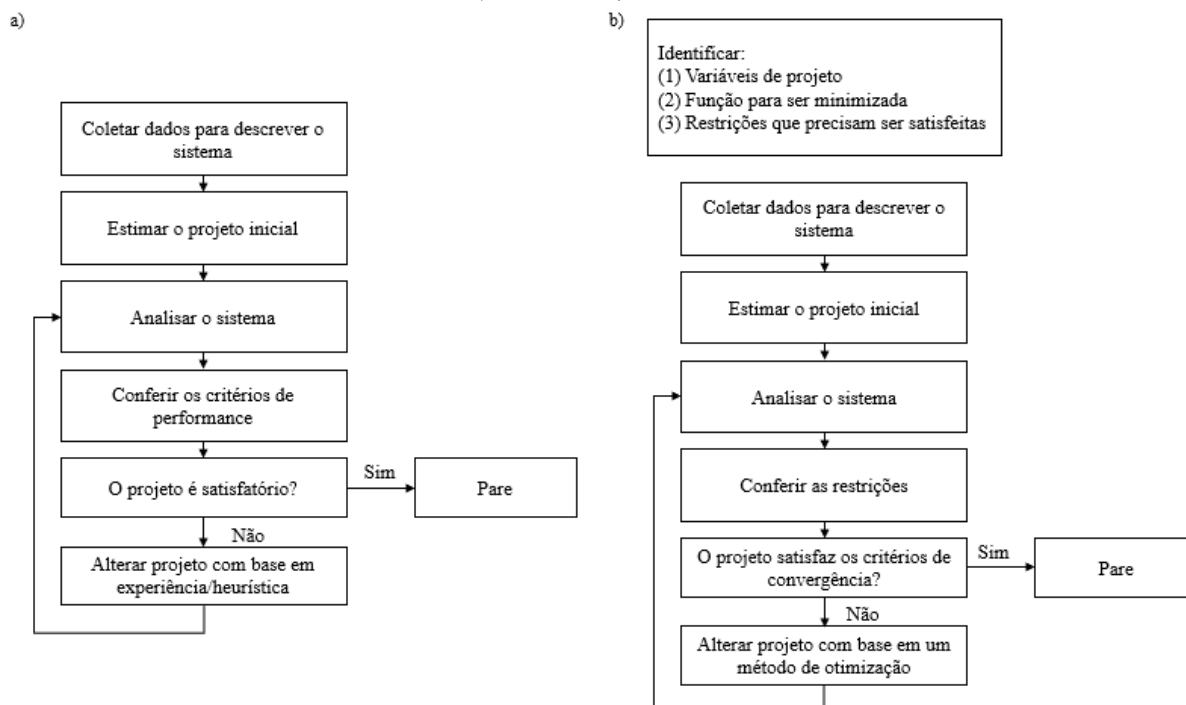 a)
Coletar dados para descrever o
sistema
Estimar o projeto inicial
Analisar o sistema
Conferir os critérios de
performance
O projeto é satisfatório?
Sim
Pare
Não
Alterar projeto com base em
experiência/heurística
b)
Identificar:
(1) Variáveis de projeto
(2) Função para ser minimizada
(3) Restrições que precisam ser satisfeitas
Coletar dados para descrever o
sistema
Estimar o projeto inicial
Analisar o sistema
Conferir as restrições
O projeto satisfaz os critérios de
convergência?
Sim
Pare
Não
Alterar projeto com base em um
método de otimização